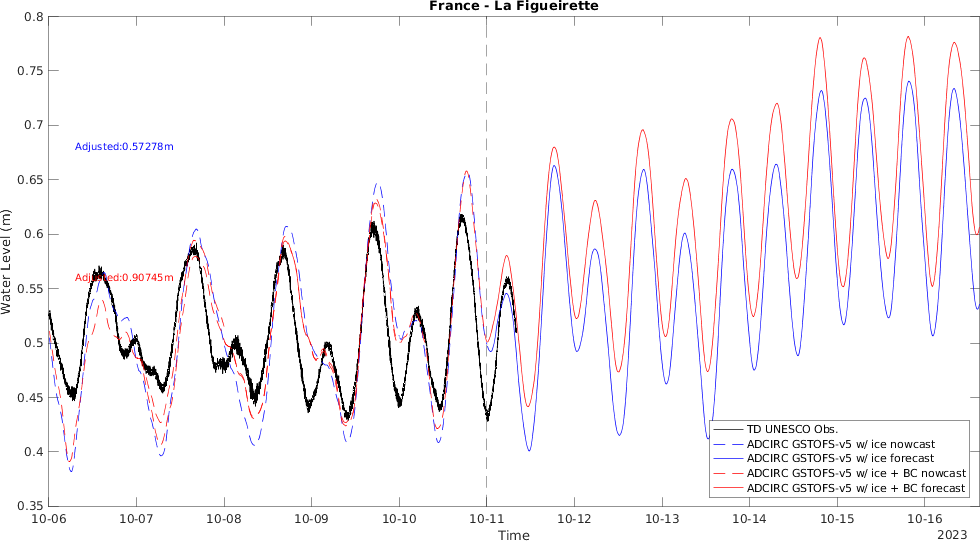 France - La Figueirette
0.8
0.75
0.7
0.65
0.6
0.55
0.5
0.45
0.4
0.35
Water Level (m)
Adjusted:0.57278m
Adjusted:0.90745m
TD UNESCO Obs.
ADCIRC GSTOFS-v5 w/ ice nowcast
ADCIRC GSTOFS-v5 w/ ice forecast
ADCIRC GSTOFS-v5 w/ ice + BC nowcast
ADCIRC GSTOFS-v5 w/ ice + BC forecast
10-06 10-07 10-08 10-09 10-10 10-11 10-12 10-13 10-14 10-15 10-16
Time
2023